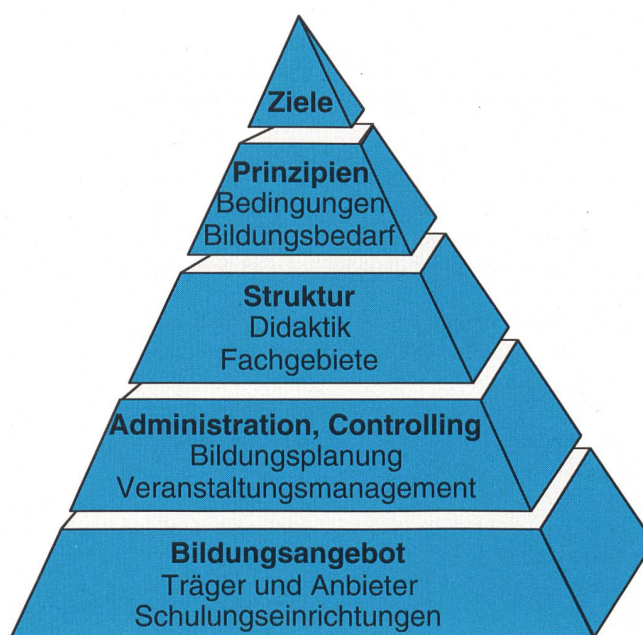 Ziele
Prinzipien
Bedingungen
Bildungsbedarf
Struktur
Didaktik
Fachgebiete
Administration, Controlling
Bildungsplanung
Veranstaltungsmanagement
Bildungsangebot
Träger und Anbieter
Schulungseinrichtungen